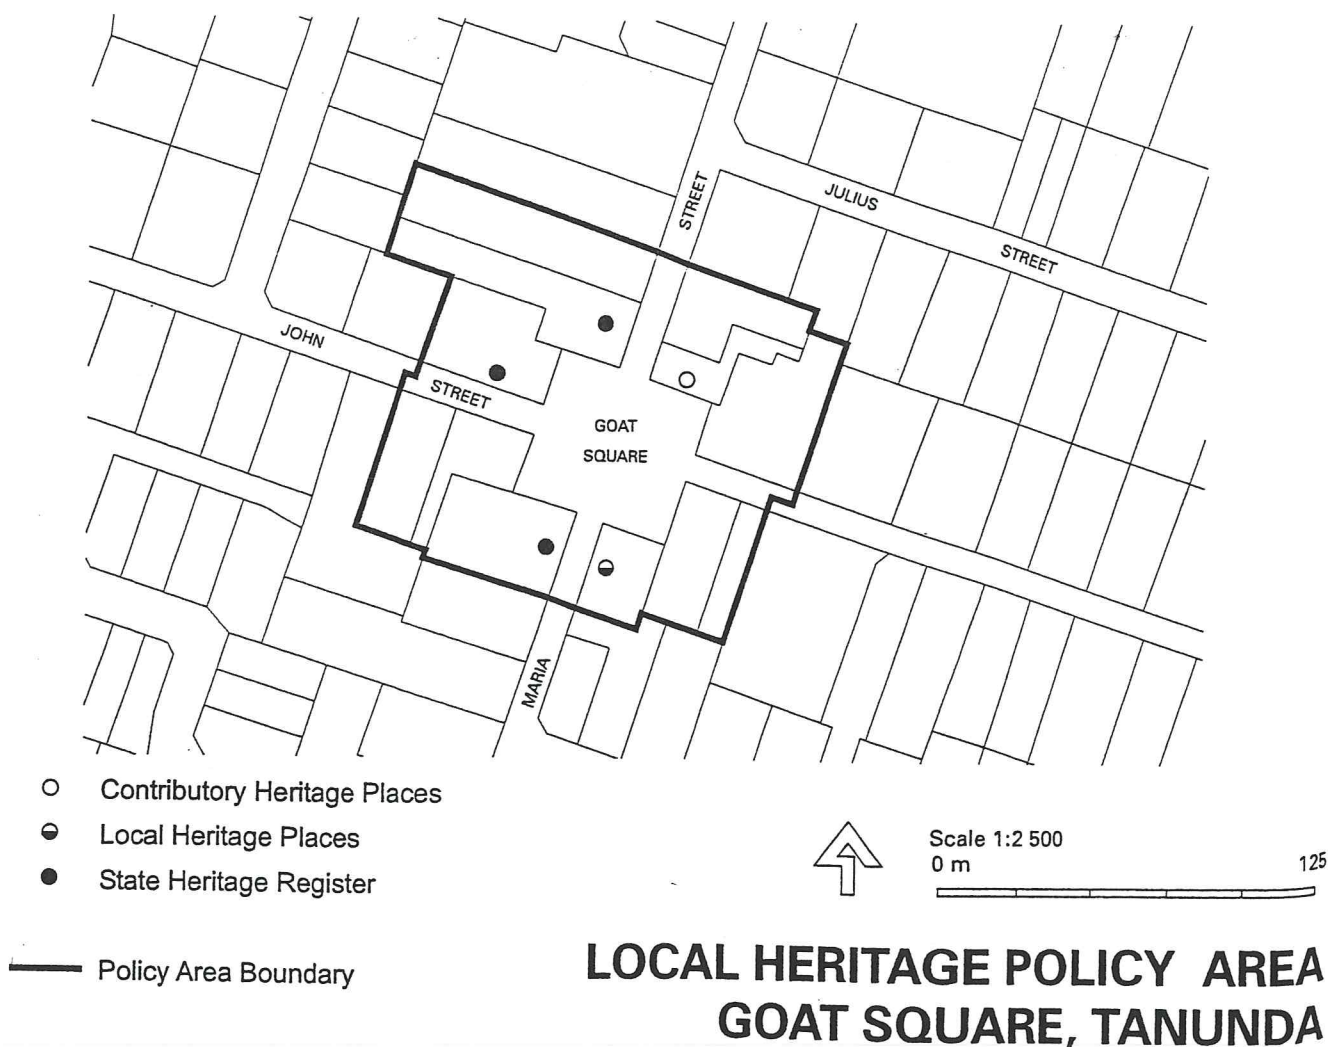 STREET
JULIUS
STREET
JOHN
STREET
GOAT
SQUARE
MARIA
Contributory Heritage Places
Local Heritage Places
State Heritage Register
Policy Area Boundary
Scale 1:2 500
0 m 125
LOCAL HERITAGE POLICY AREA
GOAT SQUARE, TANUNDA